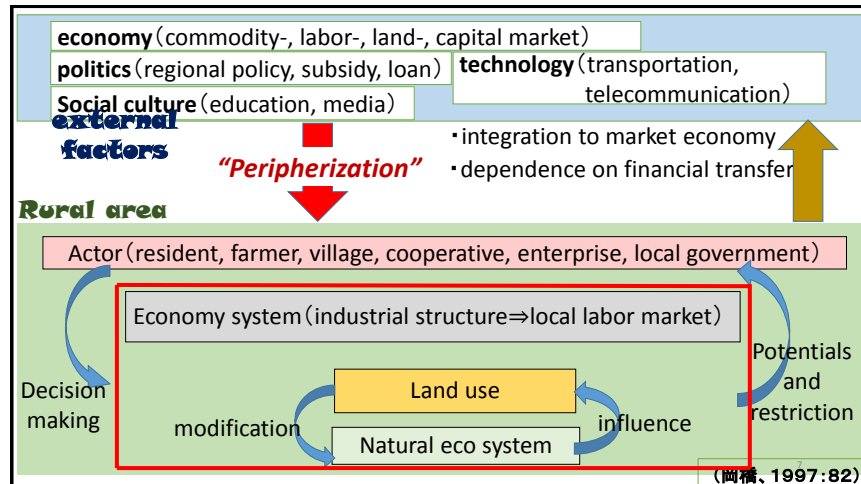 economy（commodity-, labor-, land-, capital market）
politics（regional policy, subsidy, loan）
technology（transportation,
telecommunication）
Social culture（education, media）
external
factors
“Peripherization”
・integration to market economy
・dependence on financial transfer
Rural area
Actor（resident, farmer, village, cooperative, enterprise, local government）
Economy system（industrial structure⇒local labor market）
Decision
making
Land use
modification
influence
Natural eco system
Potentials
and
restriction
7
（岡橋、1997:82）